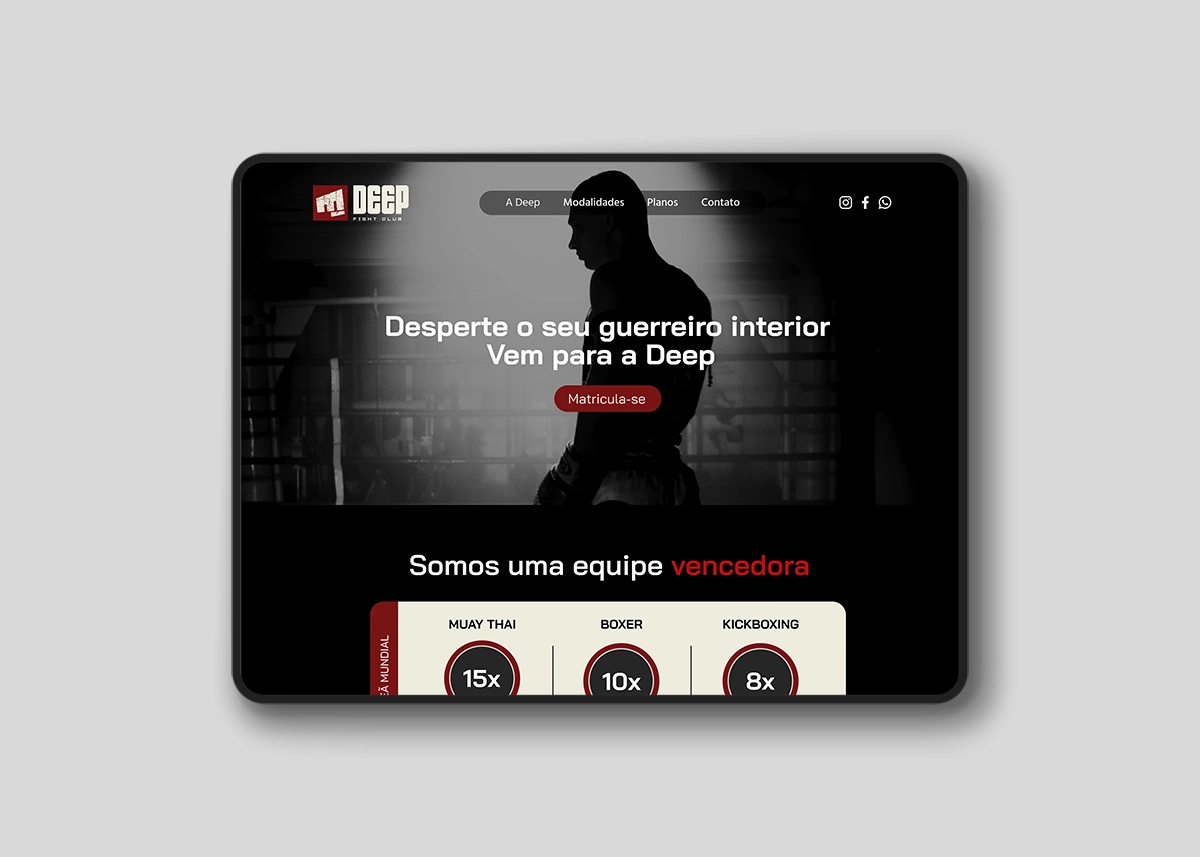 DEEP
FIGHT CLUB
A Deep
Modalidades
Planos
Contato
Desperte o seu guerreiro interior
Vem para a Deep
Matricula-se
Somos uma equipe vencedora
MUNDIAL
MUAY THAI
BOXER
KICKBOXING
15x
10x
8x